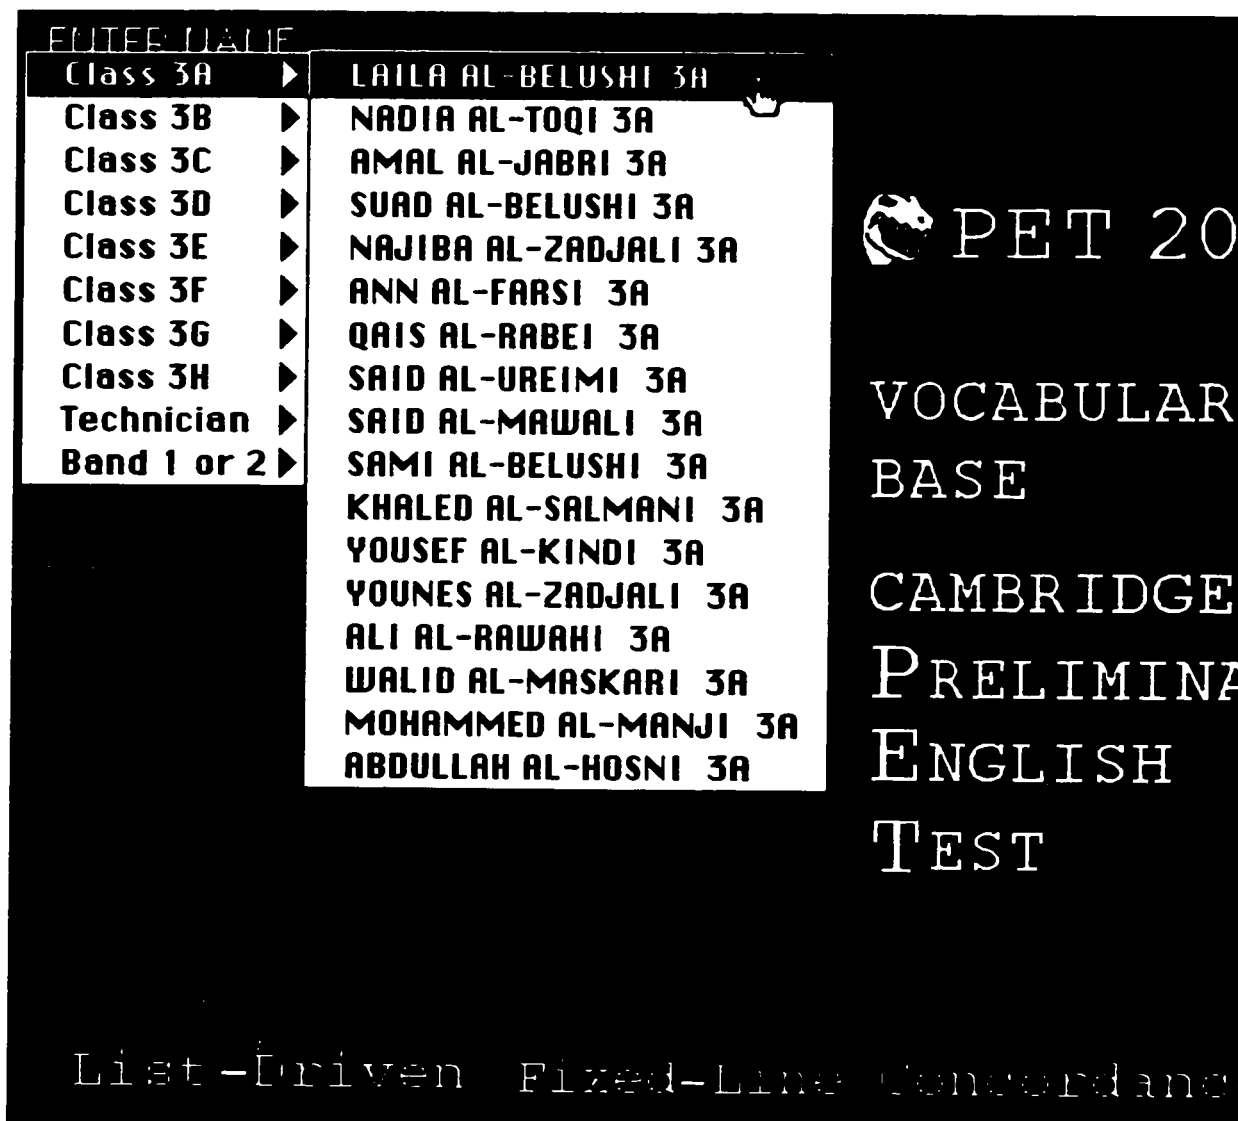 ENTER NAME
Class 3A
Class 3B
Class 3C
Class 3D
Class 3E
Class 3F
Class 3G
Class 3H
Technician
Band 1 or 2
LAILA AL-BELUSHI 3A
NADIA AL-TOQI 3A
AMAL AL-JABRI 3A
SUAD AL-BELUSHI 3A
NAJIBA AL-ZADJALI 3A
ANN AL-FARSI 3A
QAIS AL-RABEI 3A
SAID AL-UREIMI 3A
SAID AL-MAWALI 3A
SAMI AL-BELUSHI 3A
KHALED AL-SALMANI 3A
YOUSEF AL-KINDI 3A
YOUNES AL-ZADJALI 3A
ALI AL-RAWAHI 3A
WALID AL-MASKARI 3A
MOHAMMED AL-MANJI 3A
ABDULLAH AL-HOSNI 3A
PET 20
VOCABULAR
BASE
CAMBRIDGE
PRELIMINA
ENGLISH
TEST
List-Driven Fixed-Line Concordanc